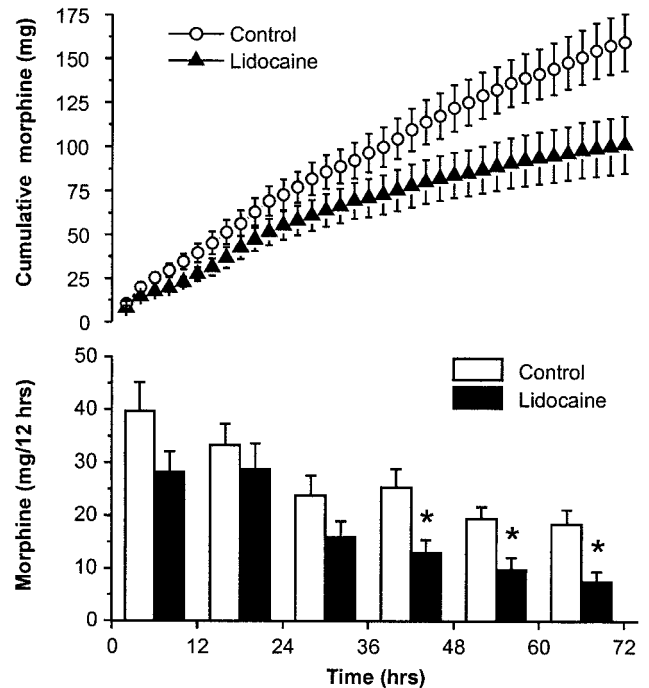 175
150
125
100
75
50
25
0
Cumulative morphine (mg)
Control
Lidocaine
50
40
30
20
10
0
Morphine (mg/12 hrs)
Control
Lidocaine
*
*
*
0 12 24 36 48 60 72
Time (hrs)